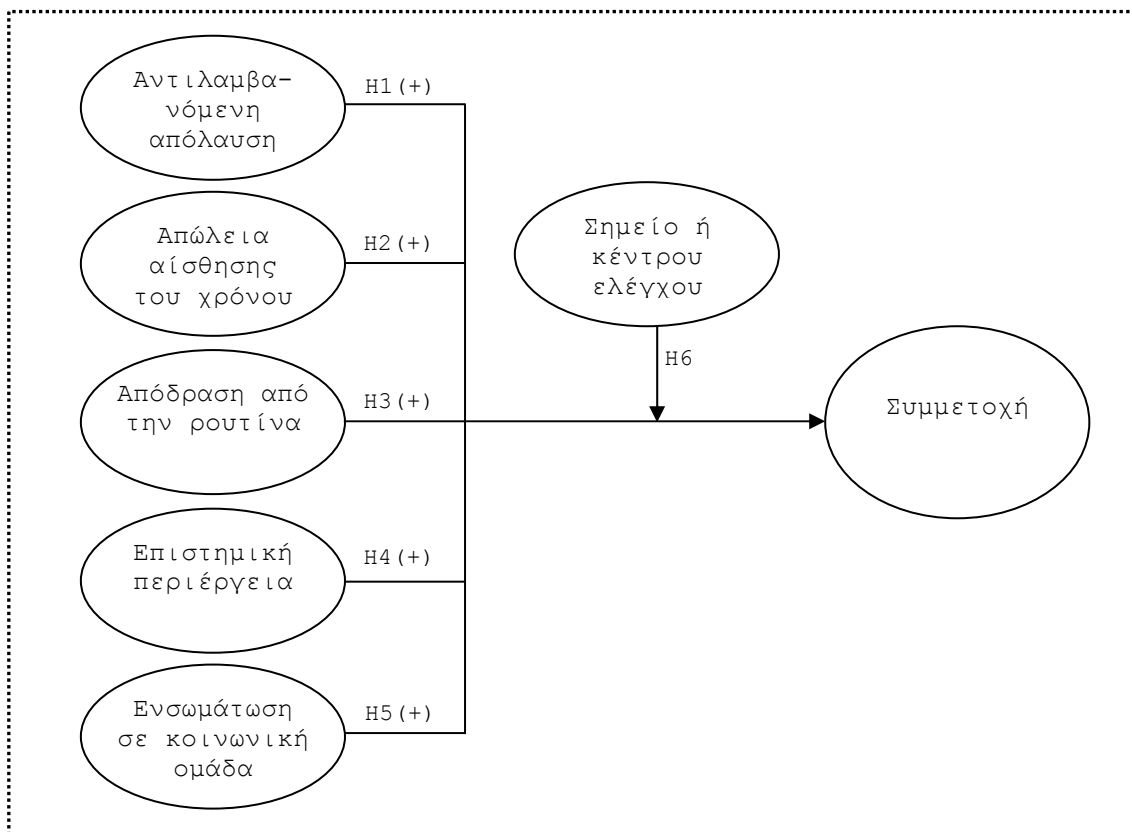 Αντιλαμβα-
νόμενη
απόλαυση
H1(+)
Απώλεια
αίσθησης
του χρόνου
H2(+)
Σημείο ή
κέντρου
ελέγχου
H6
Απόδραση από
την ρουτίνα
H3(+)
Συμμετοχή
Επιστημική
περιέργεια
H4(+)
Ενσωμάτωση
σε κοινωνική
ομάδα
H5(+)